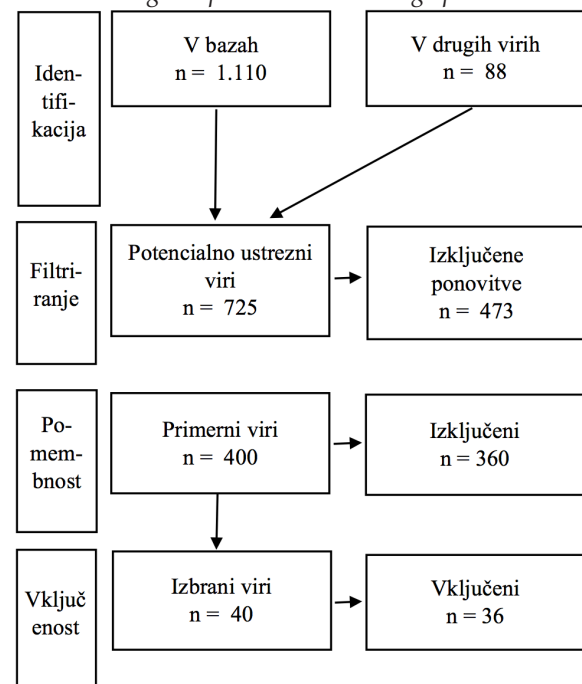 Iden-
tifi-
kacija
V bazah
n = 1.110
V drugih virih
n = 88
Filtri-
ranje
Potencialno ustrezni
viri
n = 725
Izključene
ponovitve
n = 473
Po-
mem-
bnost
Primerni viri
n = 400
Izključeni
n = 360
Vključ
enost
Izbrani viri
n = 40
Vključeni
n = 36